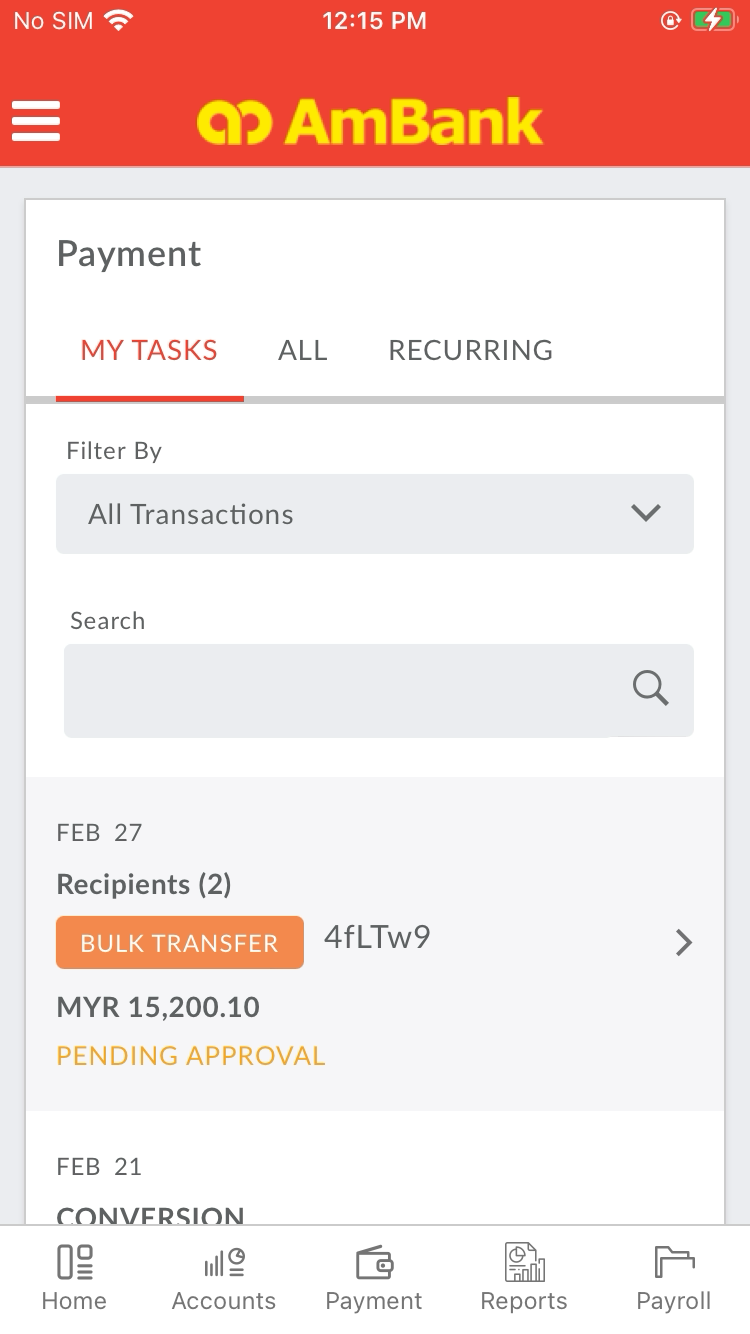 No SIM 12:15 PM
AmBank
Payment
MY TASKS ALL RECURRING
Filter By
All Transactions
Search
FEB 27
Recipients (2)
BULK TRANSFER 4fLTw9
MYR 15,200.10
PENDING APPROVAL
FEB 21
CONVERSION
Home Accounts Payment Reports Payroll